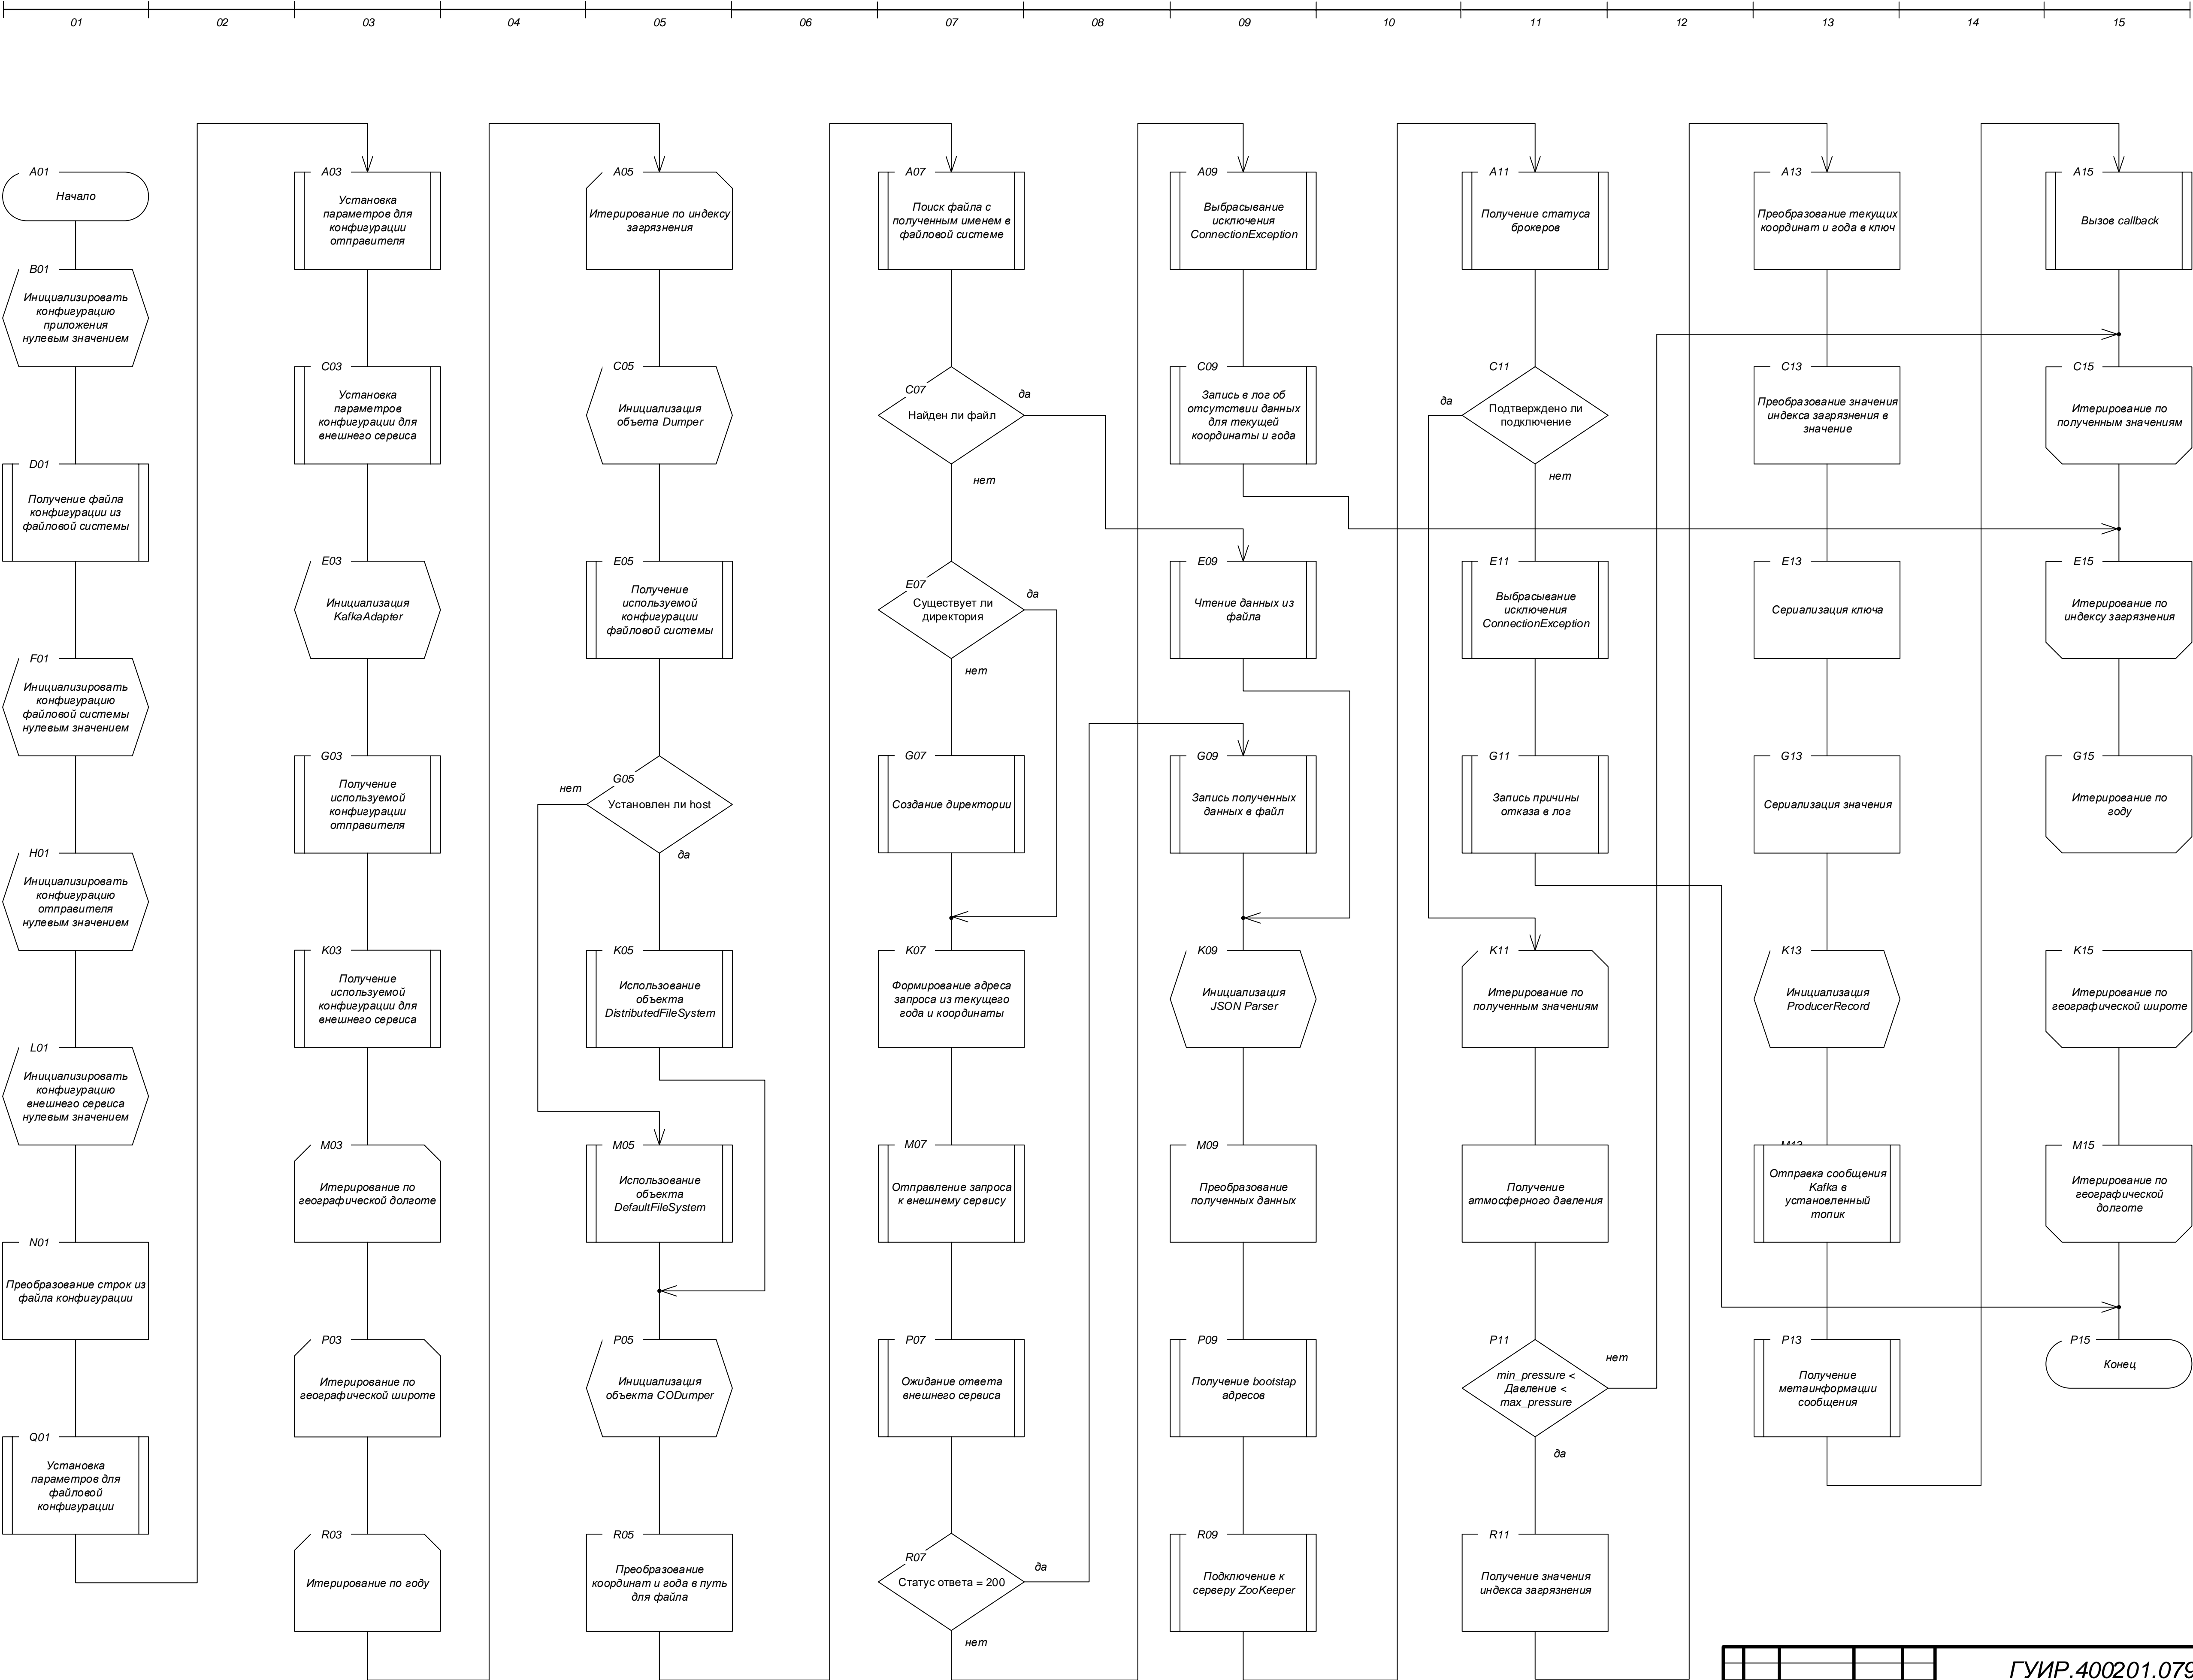 01
02
03
04
05
06
07
08
09
10
11
12
13
14
15
A01
Начало
B01
Инициализировать
конфигурацию
приложения
нулевым значением
D01
Получение файла
конфигурации из
файловой системы
F01
Инициализировать
конфигурацию
файловой системы
нулевым значением
H01
Инициализировать
конфигурацию
отправителя
нулевым значением
L01
Инициализировать
конфигурацию
внешнего сервиса
нулевым значением
N01
Преобразование строк из
файла конфигурации
Q01
Установка
параметров для
файловой
конфигурации
A03
Установка
параметров для
конфигурации
отправителя
C03
Установка
параметров
конфигурации для
внешнего сервиса
E03
Инициализация
KafkaAdapter
G03
Получение
используемой
конфигурации
отправителя
K03
Получение
используемой
конфигурации для
внешнего сервиса
M03
Итерирование по
географической долготе
P03
Итерирование по
географической широте
R03
Итерирование по году
A05
Итерирование по индексу
загрязнения
C05
Инициализация
объета Dumper
E05
Получение
используемой
конфигурации
файловой системы
G05
нет
Установлен ли host
да
K05
Использование
объекта
DistributedFileSystem
M05
Использование
объекта
DefaultFileSystem
P05
Инициализация
объекта CODumper
R05
Преобразование
координат и года в путь
для файла
A07
Поиск файла с
полученным именем в
файловой системе
C07
да
Найден ли файл
нет
E07
да
Существует ли
директория
нет
G07
Создание директории
K07
Формирование адреса
запроса из текущего
года и координаты
M07
Отправление запроса
к внешнему сервису
P07
Ожидание ответа
внешнего сервиса
R07
да
Статус ответа = 200
нет
A09
Выбрасывание
исключения
ConnectionException
C09
Запись в лог об
отсутствии данных
для текущей
координаты и года
E09
Чтение данных из
файла
G09
Запись полученных
данных в файл
K09
Инициализация
JSON Parser
M09
Преобразование
полученных данных
P09
Получение bootstap
адресов
R09
Подключение к
серверу ZooKeeper
A11
Получение статуса
брокеров
C11
да
Подтверждено ли
подключение
нет
E11
Выбрасывание
исключения
ConnectionException
G11
Запись причины
отказа в лог
K11
Итерирование по
полученным значениям
Получение
атмосферного давления
P11
нет
min_pressure <
Давление <
max_pressure
да
R11
Получение значения
индекса загрязнения
A13
Преобразование текущих
координат и года в ключ
C13
Преобразование значения
индекса загрязнения в
значение
E13
Сериализация ключа
G13
Сериализация значения
K13
Инициализация
ProducerRecord
M13
Отправка сообщения
Kafka в
установленный
топик
P13
Получение
метаинформации
сообщения
A15
Вызов callback
C15
Итерирование по
полученным значениям
E15
Итерирование по
индексу загрязнения
G15
Итерирование по
году
K15
Итерирование по
географической широте
M15
Итерирование по
географической
долготе
P15
Конец
ГУИР.400201.079